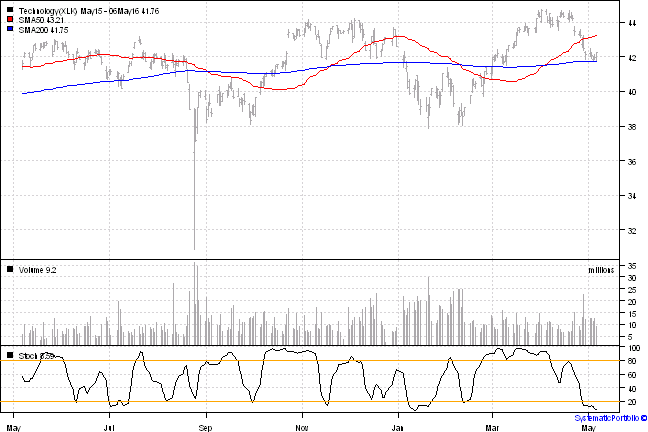 Technology(XLK) May15 - 06May16 41.76
SMA50 43.21
SMA200 41.75
44
42
40
38
36
34
32
Volume 9.2
millions
35
30
25
20
15
10
5
100
80
60
40
20
May
Jul
Sep
Nov
Jan
Mar
May
SystematicPortfolio ©